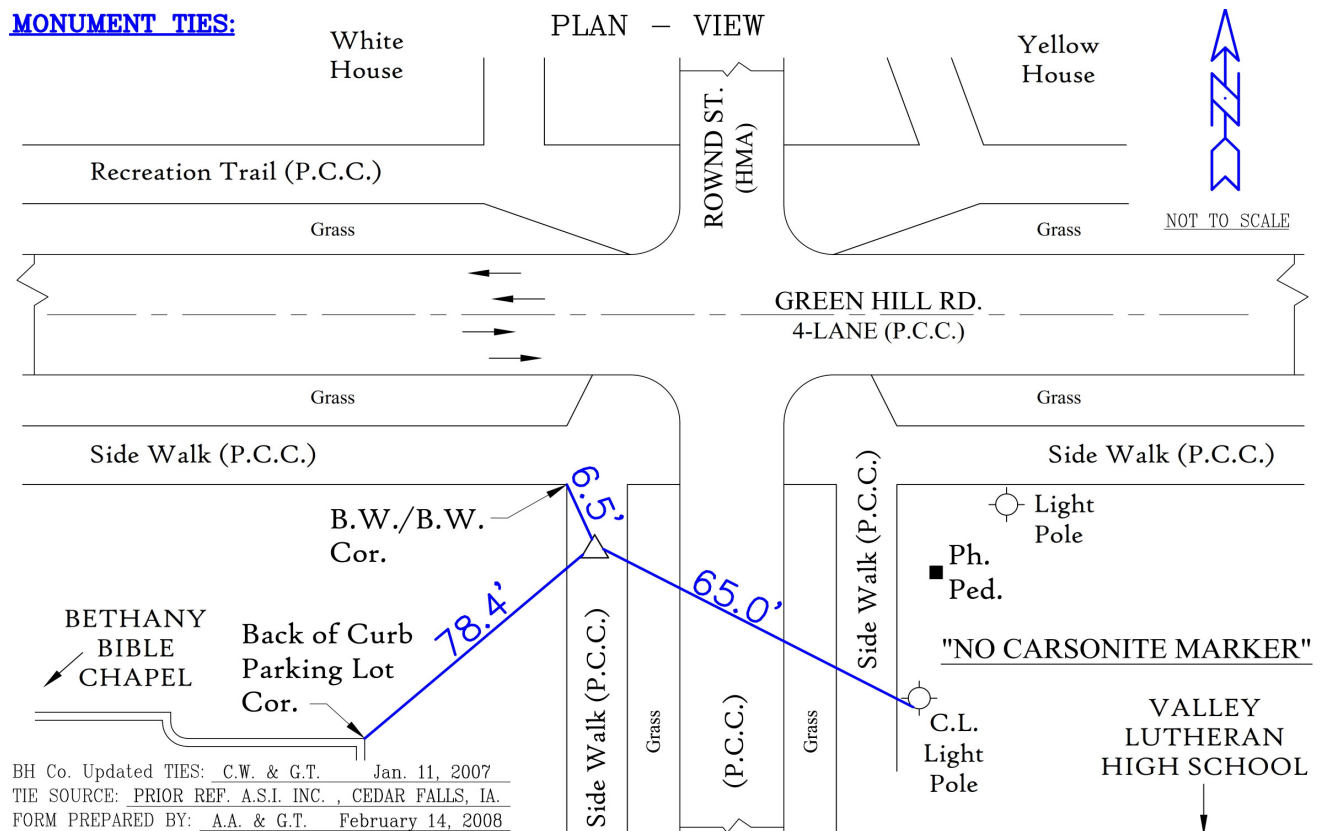 MONUMENT TIES:
PLAN - VIEW
White
House
Yellow
House
N
ROWND ST.
(HMA)
Recreation Trail (P.C.C.)
NOT TO SCALE
Grass
Grass
GREEN HILL RD.
4-LANE (P.C.C.)
Grass
Grass
Side Walk (P.C.C.)
Side Walk (P.C.C.)
6.5'
B.W./B.W.
Cor.
Side Walk (P.C.C.)
Light
Pole
Ph.
Ped.
78.4'
65.0'
BETHANY
BIBLE
CHAPEL
Back of Curb
Parking Lot
Cor.
"NO CARSONITE MARKER"
Side Walk (P.C.C.)
Grass
(P.C.C.)
Grass
C.L.
Light
Pole
VALLEY
LUTHERAN
HIGH SCHOOL
BH Co. Updated TIES: C.W. & G.T. Jan. 11, 2007
TIE SOURCE: PRIOR REF. A.S.I. INC. , CEDAR FALLS, IA.
FORM PREPARED BY: A.A. & G.T. February 14, 2008